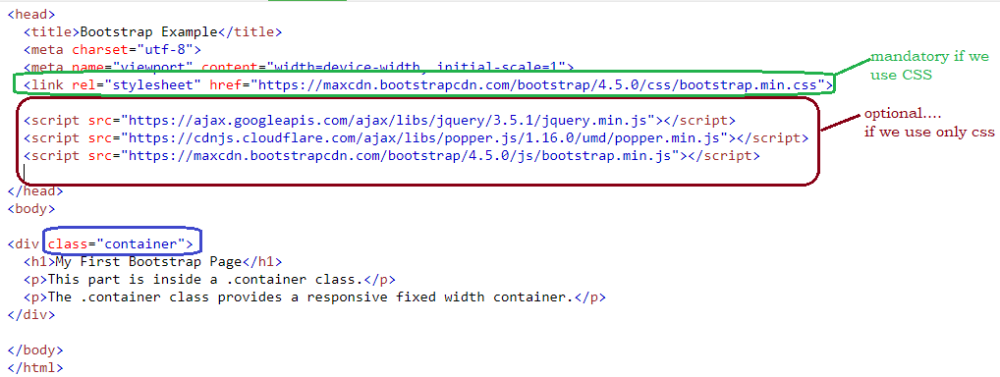 <head>
  <title>Bootstrap Example</title>
  <meta charset="utf-8">
  <meta name="viewport" content="width=device-width, initial-scale=1">
  <link rel="stylesheet" href="https://maxcdn.bootstrapcdn.com/bootstrap/4.5.0/css/bootstrap.min.css">
mandatory if we
use CSS
  <script src="https://ajax.googleapis.com/ajax/libs/jquery/3.5.1/jquery.min.js"></script>
  <script src="https://cdnjs.cloudflare.com/ajax/libs/popper.js/1.16.0/umd/popper.min.js"></script>
  <script src="https://maxcdn.bootstrapcdn.com/bootstrap/4.5.0/js/bootstrap.min.js"></script>
optional....
if we use only css
</head>
<body>
<div class="container">
  <h1>My First Bootstrap Page</h1>
  <p>This part is inside a .container class.</p>
  <p>The .container class provides a responsive fixed width container.</p>
</div>
</body>
</html>